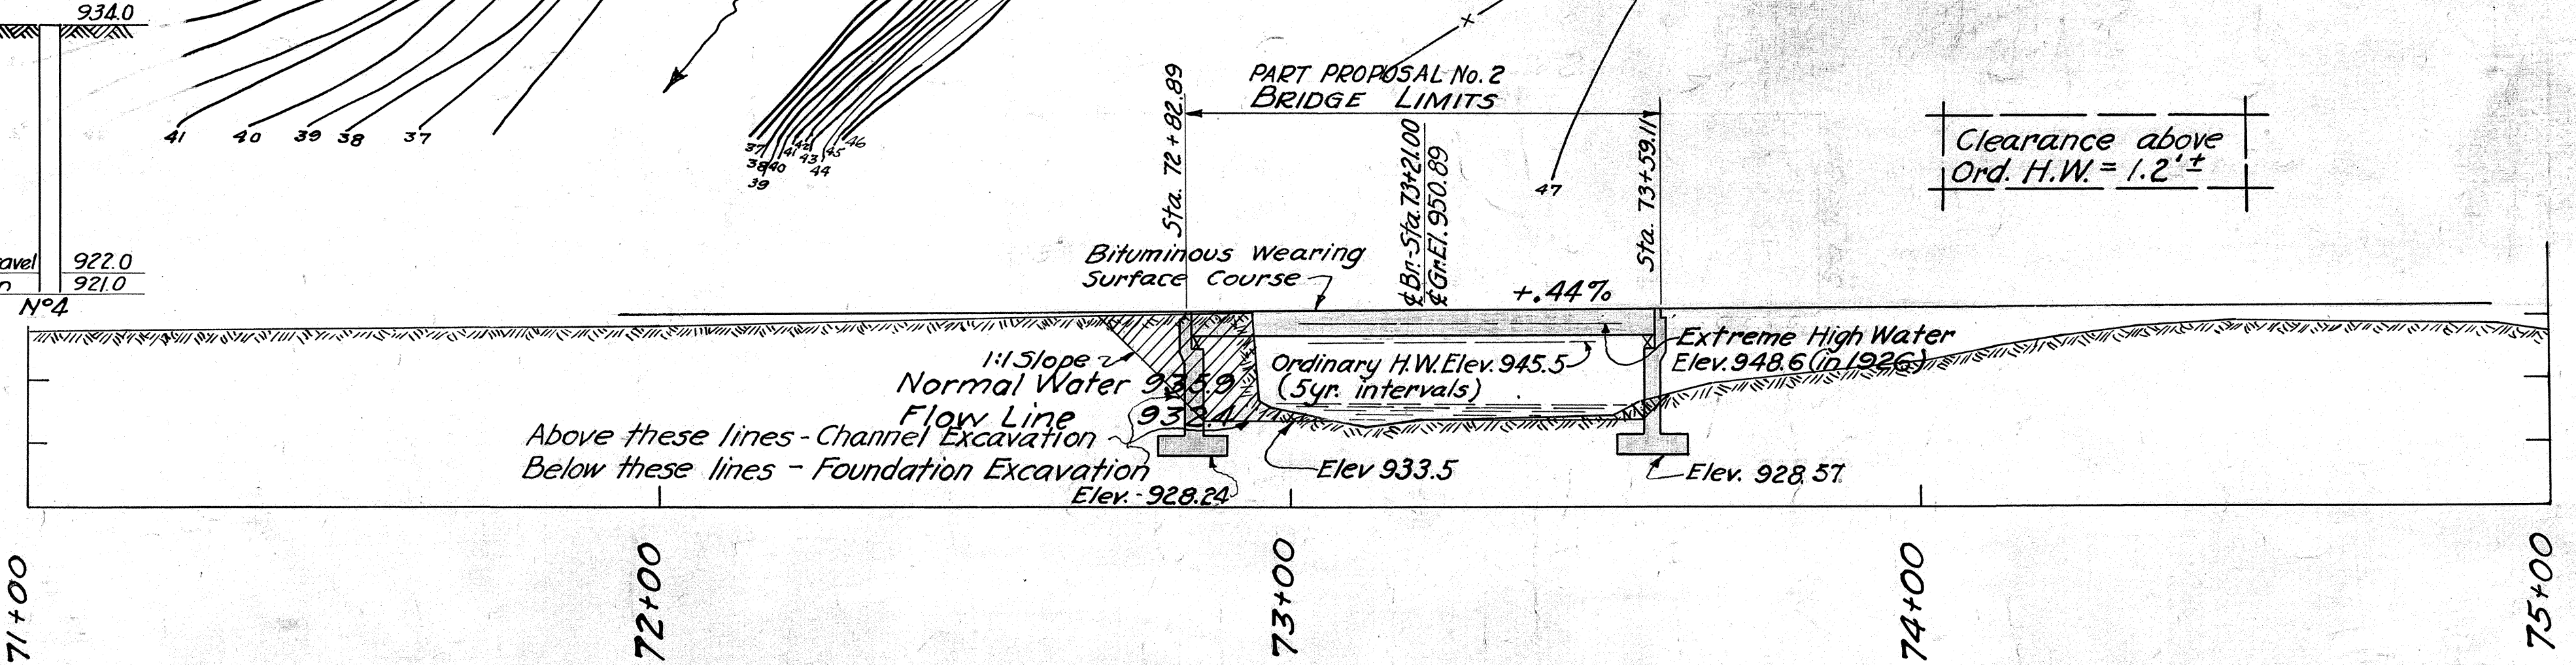 934.0
41 40 39 38 37
37 38 39 40 41 42 43 44 45 46
Sta. 72+82.89
PART PROPOSAL No. 2
BRIDGE LIMITS
℄ Br.-Sta. 73+21.00
℄ Gr. El. 950.89
47
Sta. 73+59.11
Clearance above
Ord. H.W. = 1.2' ±
922.0
921.0
Nº4
Bituminous Wearing
Surface Course
+.44%
1:1 Slope
Normal Water 935.9
Flow Line 932.4
Above these lines - Channel Excavation
Below these lines - Foundation Excavation
Elev. - 928.24
Ordinary H.W. Elev. 945.5
(5yr. intervals)
Elev 933.5
Extreme High Water
Elev. 948.6 (in 1926)
Elev. 928.57
71+00
72+00
73+00
74+00
75+00